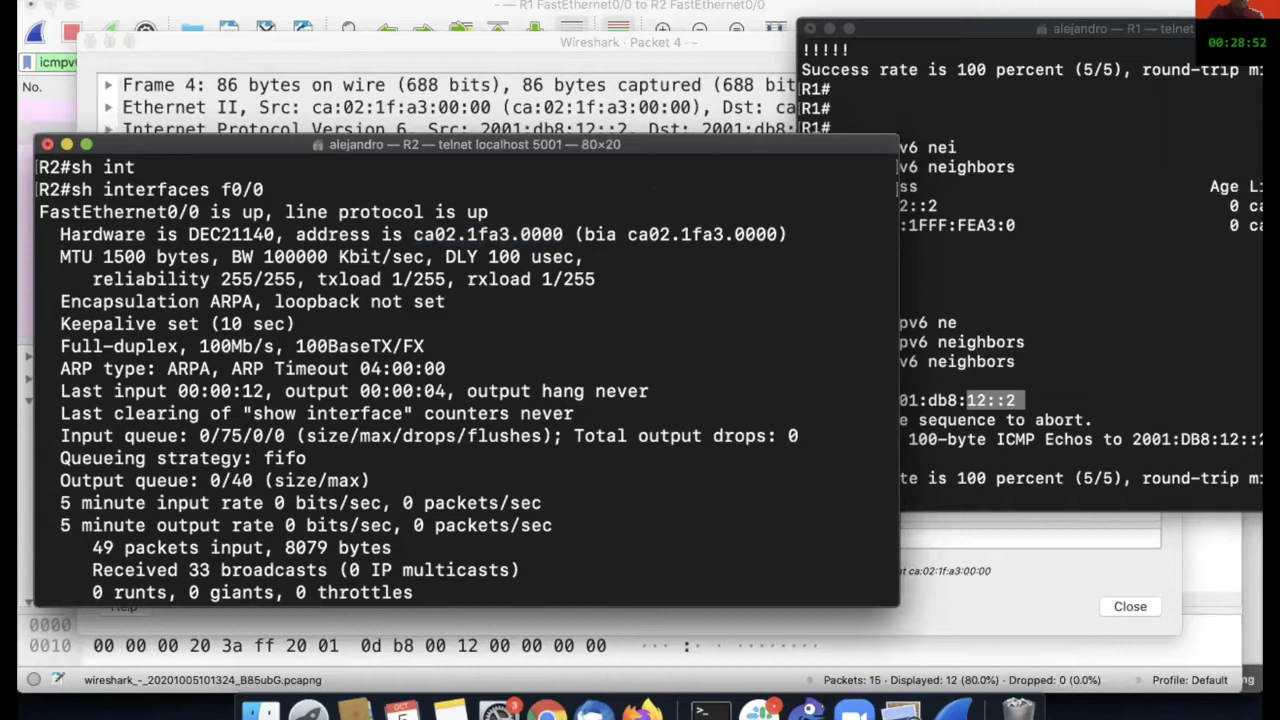 — R1 FastEthernet0/0 to R2 FastEthernet0/0
00:28:52
Wireshark · Packet 4 · –
alejandro — R1 — telnet
icmpv
No.
Frame 4: 86 bytes on wire (688 bits), 86 bytes captured (688 bit
Ethernet II, Src: ca:02:1f:a3:00:00 (ca:02:1f:a3:00:00), Dst: ca:
Internet Protocol Version 6, Src: 2001:db8:12::2, Dst: 2001:db8:
!!!!!
Success rate is 100 percent (5/5), round-trip mi
R1#
R1#
R1#
v6 nei
v6 neighbors
ss Age Li
2::2 0 ca
:1FFF:FEA3:0 0 ca
pv6 ne
pv6 neighbors
v6 neighbors
01:db8:12::2
e sequence to abort.
100-byte ICMP Echos to 2001:DB8:12::2
te is 100 percent (5/5), round-trip mi
alejandro — R2 — telnet localhost 5001 — 80×20
R2#sh int
R2#sh interfaces f0/0
FastEthernet0/0 is up, line protocol is up
Hardware is DEC21140, address is ca02.1fa3.0000 (bia ca02.1fa3.0000)
MTU 1500 bytes, BW 100000 Kbit/sec, DLY 100 usec,
reliability 255/255, txload 1/255, rxload 1/255
Encapsulation ARPA, loopback not set
Keepalive set (10 sec)
Full-duplex, 100Mb/s, 100BaseTX/FX
ARP type: ARPA, ARP Timeout 04:00:00
Last input 00:00:12, output 00:00:04, output hang never
Last clearing of "show interface" counters never
Input queue: 0/75/0/0 (size/max/drops/flushes); Total output drops: 0
Queueing strategy: fifo
Output queue: 0/40 (size/max)
5 minute input rate 0 bits/sec, 0 packets/sec
5 minute output rate 0 bits/sec, 0 packets/sec
49 packets input, 8079 bytes
Received 33 broadcasts (0 IP multicasts)
0 runts, 0 giants, 0 throttles
at ca:02:1f:a3:00:00
Help
Close
0000
0010 00 00 00 20 3a ff 20 01 0d b8 00 12 00 00 00 00 ··· :· ········
wireshark_-_20201005101324_B85ubG.pcapng
Packets: 15 · Displayed: 12 (80.0%) · Dropped: 0 (0.0%)
Profile: Default
ng
OCT
5
3